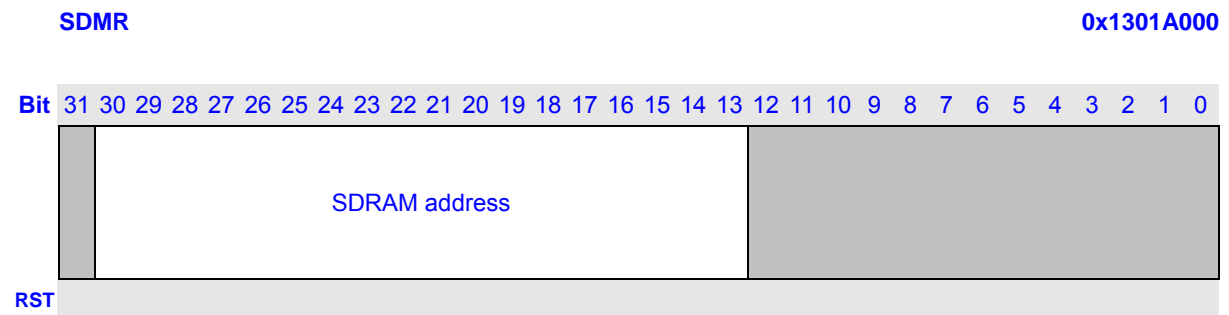 SDMR 0x1301A000
Bit 31 30 29 28 27 26 25 24 23 22 21 20 19 18 17 16 15 14 13 12 11 10 9 8 7 6 5 4 3 2 1 0
SDRAM address
RST